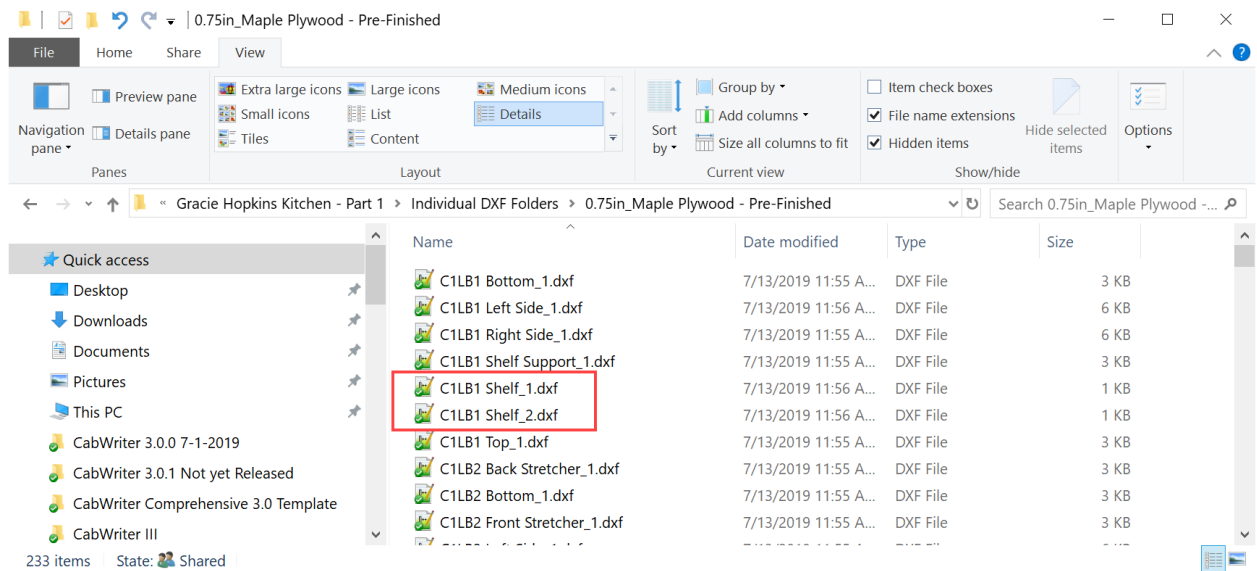 0.75in_Maple Plywood - Pre-Finished
File Home Share View
Navigation pane
Preview pane
Details pane
Panes
Extra large icons Large icons Medium icons
Small icons List Details
Tiles Content
Layout
Sort by
Group by
Add columns
Size all columns to fit
Current view
Item check boxes
File name extensions
Hidden items
Hide selected items
Show/hide
Options
« Gracie Hopkins Kitchen - Part 1 > Individual DXF Folders > 0.75in_Maple Plywood - Pre-Finished
Search 0.75in_Maple Plywood -...
Quick access
Desktop
Downloads
Documents
Pictures
This PC
CabWriter 3.0.0 7-1-2019
CabWriter 3.0.1 Not yet Released
CabWriter Comprehensive 3.0 Template
CabWriter III
Name Date modified Type Size
C1LB1 Bottom_1.dxf 7/13/2019 11:55 A... DXF File 3 KB
C1LB1 Left Side_1.dxf 7/13/2019 11:56 A... DXF File 6 KB
C1LB1 Right Side_1.dxf 7/13/2019 11:55 A... DXF File 6 KB
C1LB1 Shelf Support_1.dxf 7/13/2019 11:55 A... DXF File 3 KB
C1LB1 Shelf_1.dxf 7/13/2019 11:56 A... DXF File 1 KB
C1LB1 Shelf_2.dxf 7/13/2019 11:56 A... DXF File 1 KB
C1LB1 Top_1.dxf 7/13/2019 11:55 A... DXF File 3 KB
C1LB2 Back Stretcher_1.dxf 7/13/2019 11:55 A... DXF File 3 KB
C1LB2 Bottom_1.dxf 7/13/2019 11:55 A... DXF File 3 KB
C1LB2 Front Stretcher_1.dxf 7/13/2019 11:55 A... DXF File 3 KB
233 items State: Shared